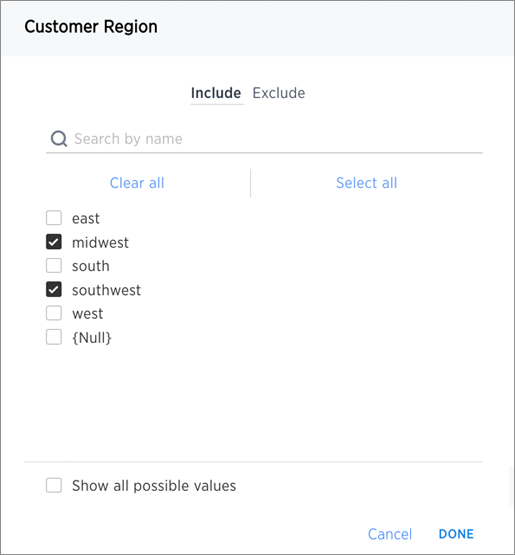 Customer Region
Include Exclude
Search by name
Clear all Select all
east
midwest
south
southwest
west
{Null}
Show all possible values
Cancel DONE